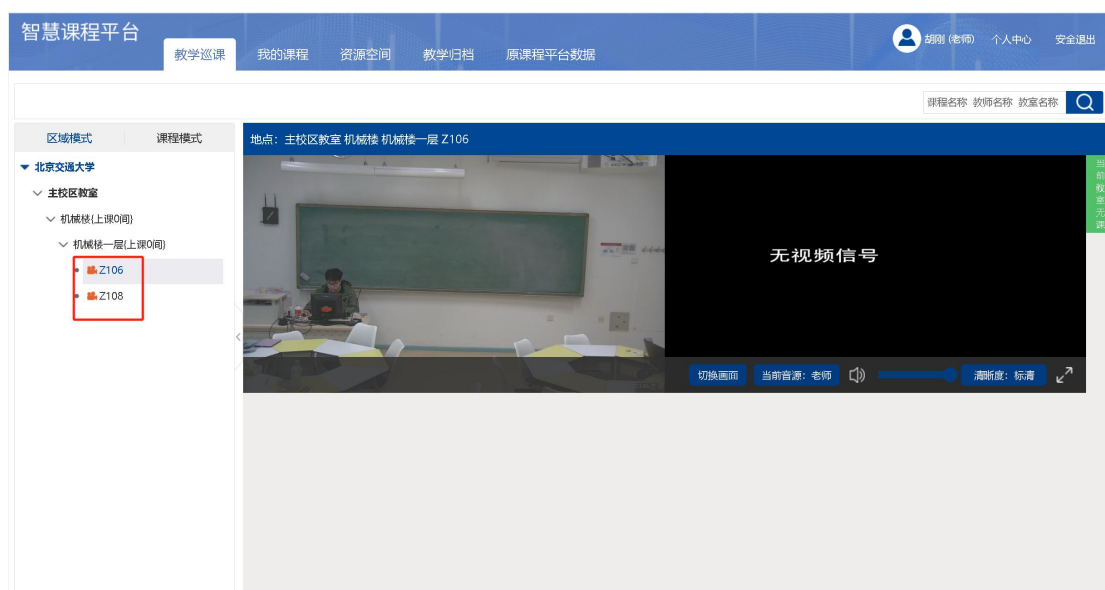 智慧课程平台
教学巡课 我的课程 资源空间 教学归档 原课程平台数据
胡刚 (老师) 个人中心 安全退出
课程名称 教师名称 教室名称
区域模式 课程模式
地点：主校区教室 机械楼 机械楼一层 Z106
北京交通大学
主校区教室
机械楼(上课0间)
机械楼一层(上课0间)
Z106
Z108
当前教室无课
无视频信号
切换画面 当前音源：老师 清晰度：标清